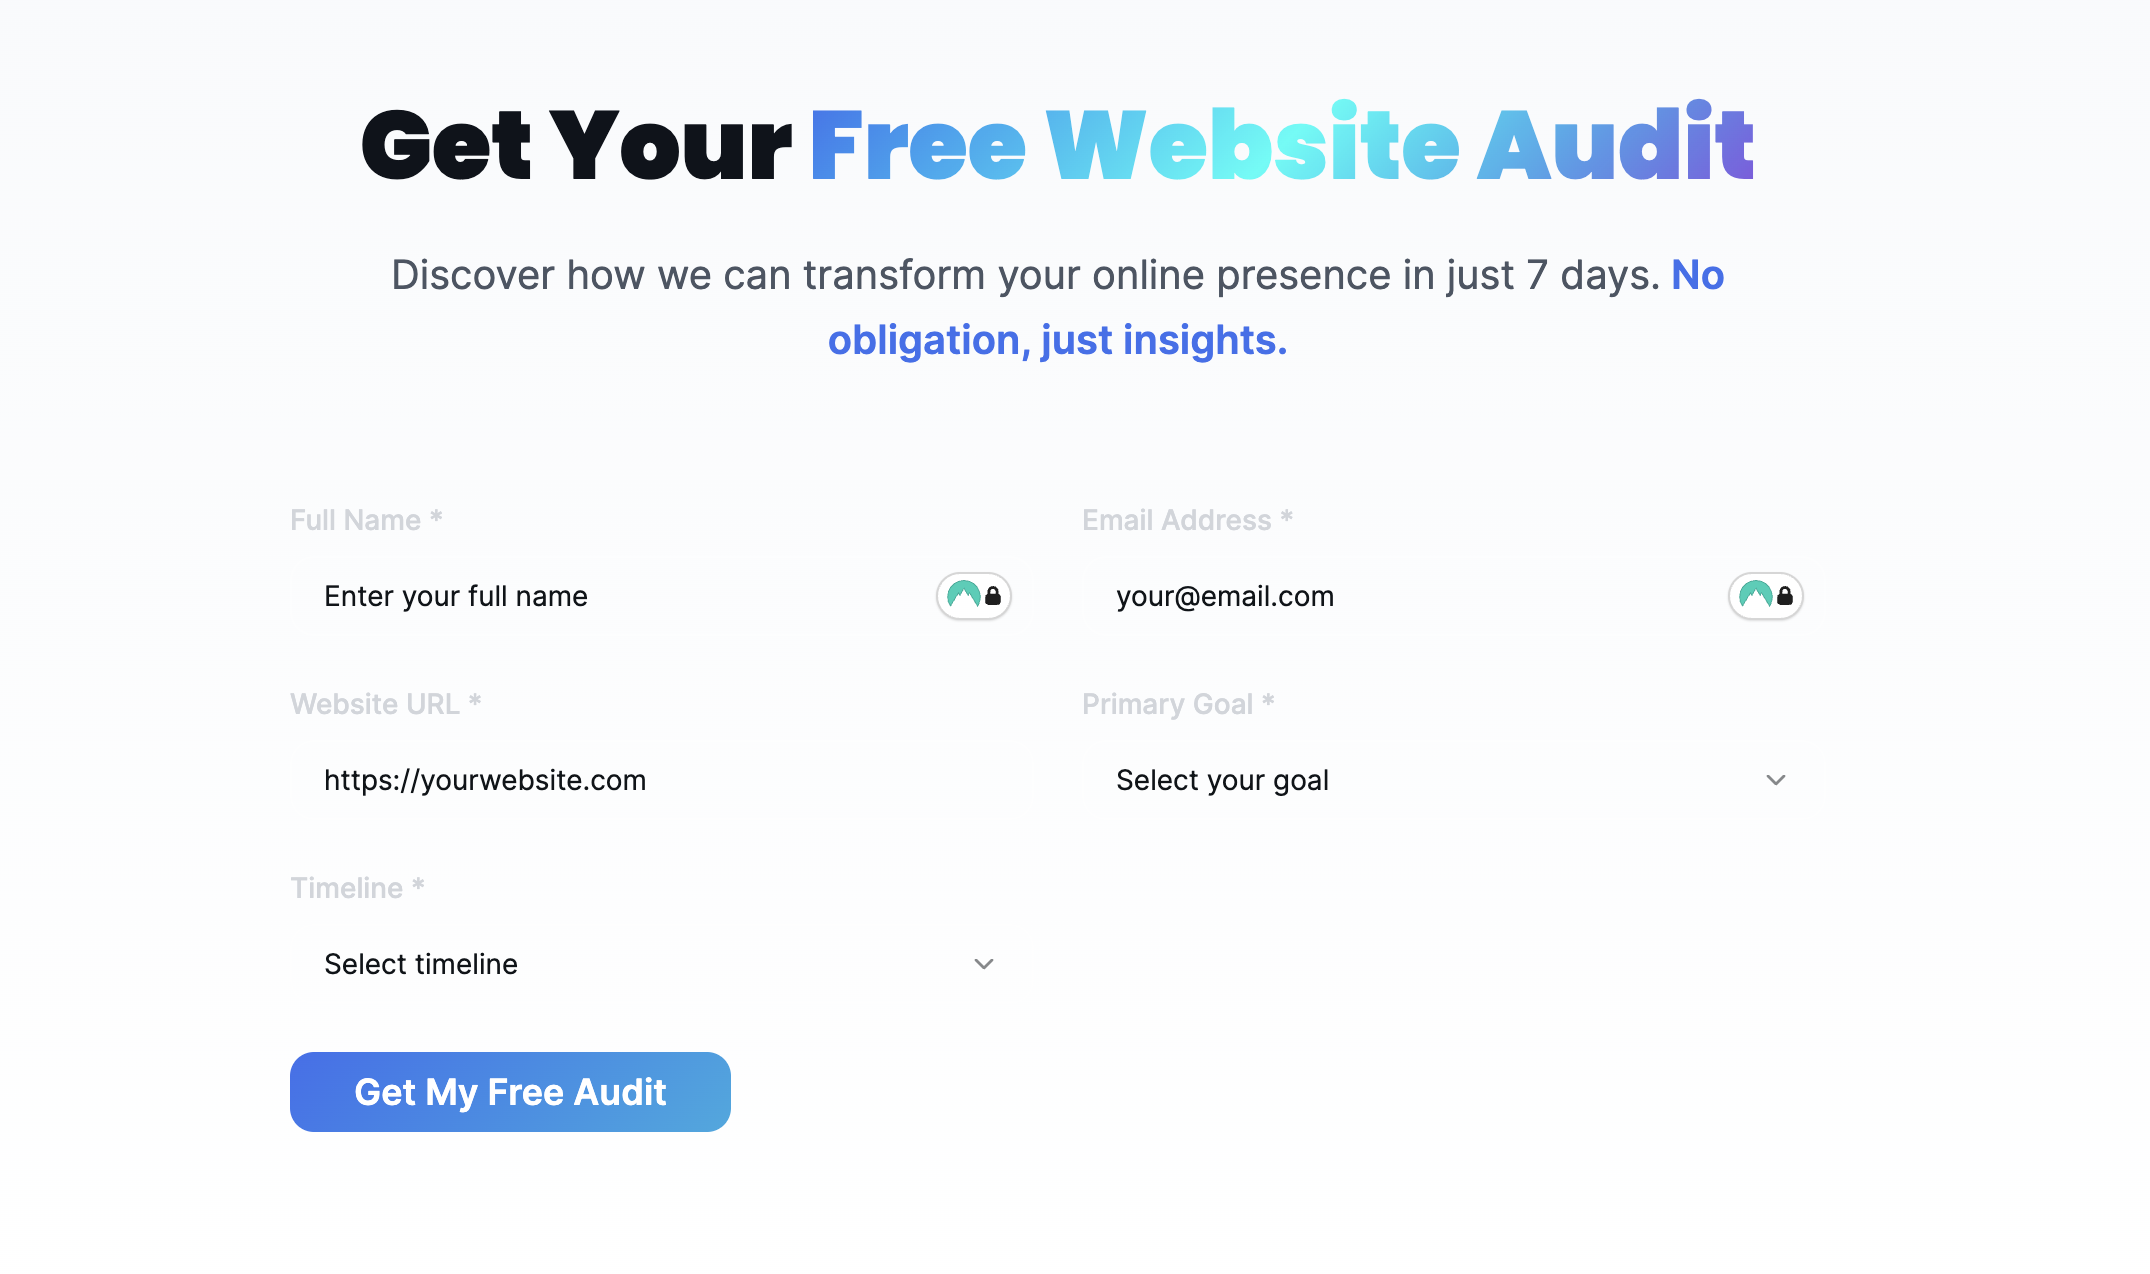 Get Your Free Website Audit
Discover how we can transform your online presence in just 7 days. No
obligation, just insights.
Full Name *
Enter your full name
Email Address *
your@email.com
Website URL *
https://yourwebsite.com
Primary Goal *
Select your goal
Timeline *
Select timeline
Get My Free Audit